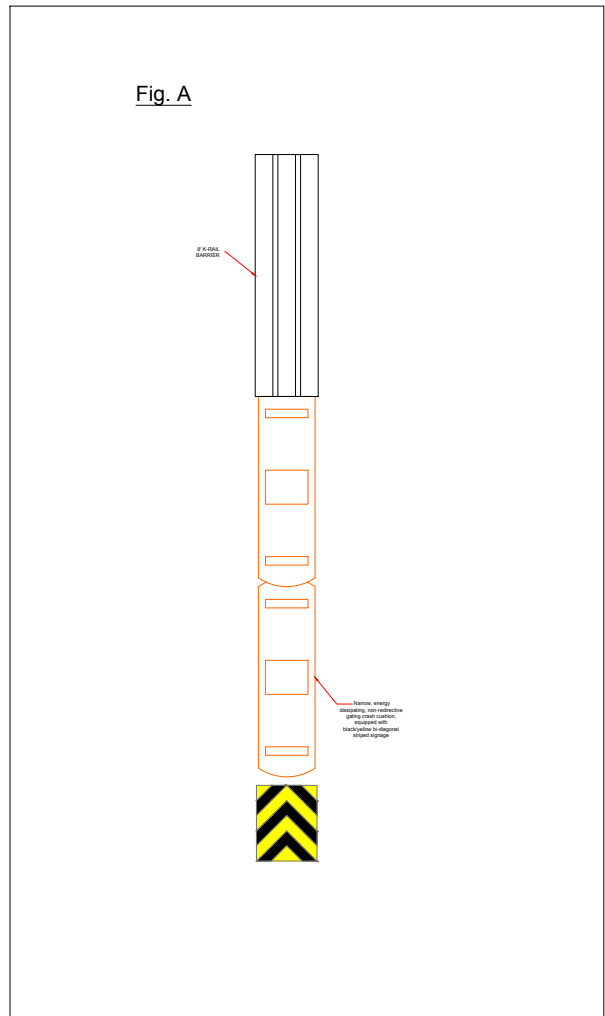 Fig. A
8' K-RAIL
BARRIER
Narrow, energy
dissipating, non-redirective
gating crash cushion,
equipped with
black/yellow bi-diagonal
striped signage